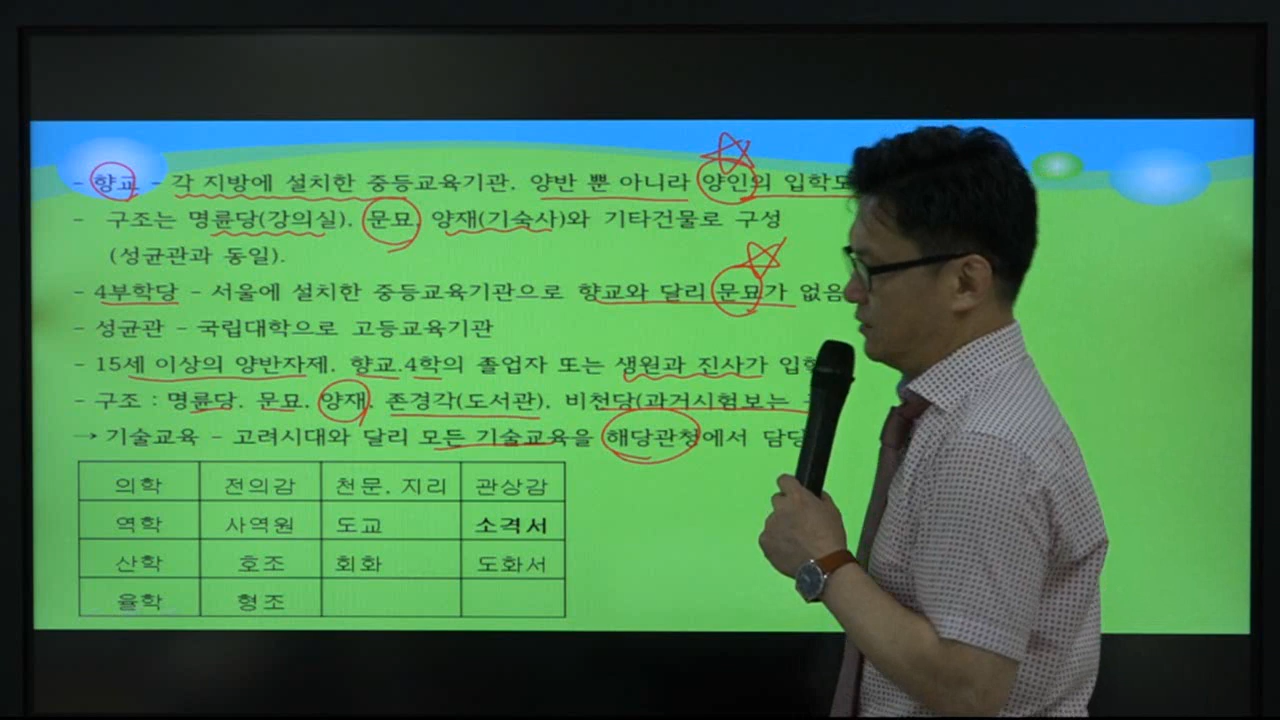 - 향교 - 각 지방에 설치한 중등교육기관. 양반 뿐 아니라 양인의 입학도
- 구조는 명륜당(강의실). 문묘. 양재(기숙사)와 기타건물로 구성
(성균관과 동일).
- 4부학당 - 서울에 설치한 중등교육기관으로 향교와 달리 문묘가 없음
- 성균관 - 국립대학으로 고등교육기관
- 15세 이상의 양반자제. 향교.4학의 졸업자 또는 생원과 진사가
- 구조 : 명륜당. 문묘. 양재. 존경각(도서관). 비천당(과거시험보는
→ 기술교육 - 고려시대와 달리 모든 기술교육을 해당관청에서 담당
의학 전의감 천문. 지리 관상감
역학 사역원 도교 소격서
산학 호조 회화 도화서
율학 형조